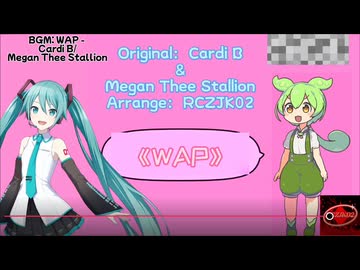 BGM: WAP -
Cardi B/
Megan Thee Stallion
Original: Cardi B
&
Megan Thee Stallion
Arrange: RCZJK02
《WAP》